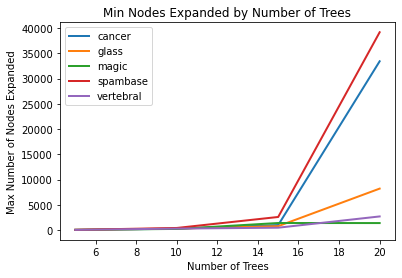 Min Nodes Expanded by Number of Trees
Max Number of Nodes Expanded
40000
35000
30000
25000
20000
15000
10000
5000
0
cancer
glass
magic
spambase
vertebral
6 8 10 12 14 16 18 20
Number of Trees